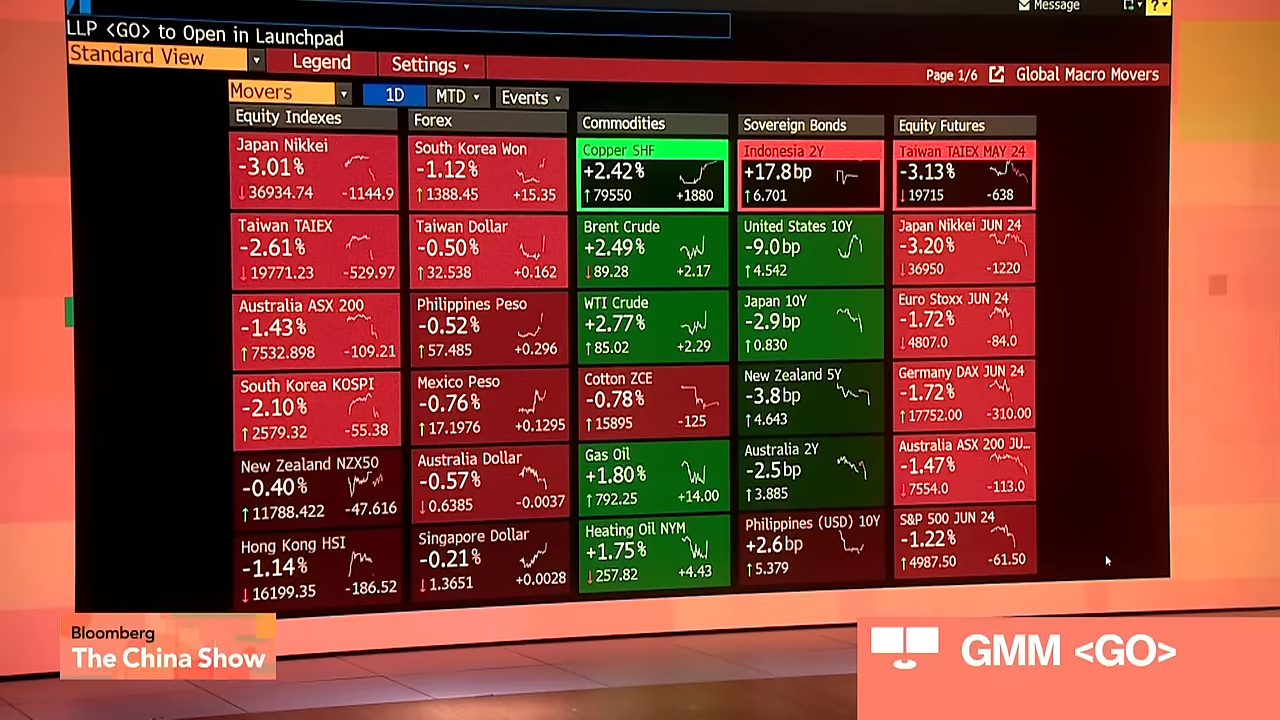 Message
?
LLP <GO> to Open in Launchpad
Standard View
Legend
Settings
Page 1/6
Global Macro Movers
Movers
1D
MTD
Events
Equity Indexes
Japan Nikkei
-3.01%
↓36934.74 -1144.9
Taiwan TAIEX
-2.61%
↓19771.23 -529.97
Australia ASX 200
-1.43%
↑7532.898 -109.21
South Korea KOSPI
-2.10%
↑2579.32 -55.38
New Zealand NZX50
-0.40%
↑11788.422 -47.616
Hong Kong HSI
-1.14%
↓16199.35 -186.52
Forex
South Korea Won
-1.12%
↑1388.45 +15.35
Taiwan Dollar
-0.50%
↑32.538 +0.162
Philippines Peso
-0.52%
↑57.485 +0.296
Mexico Peso
-0.76%
↑17.1976 +0.1295
Australia Dollar
-0.57%
↓0.6385 -0.0037
Singapore Dollar
-0.21%
↓1.3651 +0.0028
Commodities
Copper SHF
+2.42%
↑79550 +1880
Brent Crude
+2.49%
↓89.28 +2.17
WTI Crude
+2.77%
↑85.02 +2.29
Cotton ZCE
-0.78%
↑15895 -125
Gas Oil
+1.80%
↑792.25 +14.00
Heating Oil NYM
+1.75%
↓257.82 +4.43
Sovereign Bonds
Indonesia 2Y
+17.8bp
↑6.701
United States 10Y
-9.0bp
↑4.542
Japan 10Y
-2.9bp
↑0.830
New Zealand 5Y
-3.8bp
↑4.643
Australia 2Y
-2.5bp
↑3.885
Philippines (USD) 10Y
+2.6bp
↑5.379
Equity Futures
Taiwan TAIEX MAY 24
-3.13%
↓19715 -638
Japan Nikkei JUN 24
-3.20%
↓36950 -1220
Euro Stoxx JUN 24
-1.72%
↓4807.0 -84.0
Germany DAX JUN 24
-1.72%
↑17752.00 -310.00
Australia ASX 200 JU...
-1.47%
↓7554.0 -113.0
S&P 500 JUN 24
-1.22%
↑4987.50 -61.50
Bloomberg
The China Show
GMM <GO>